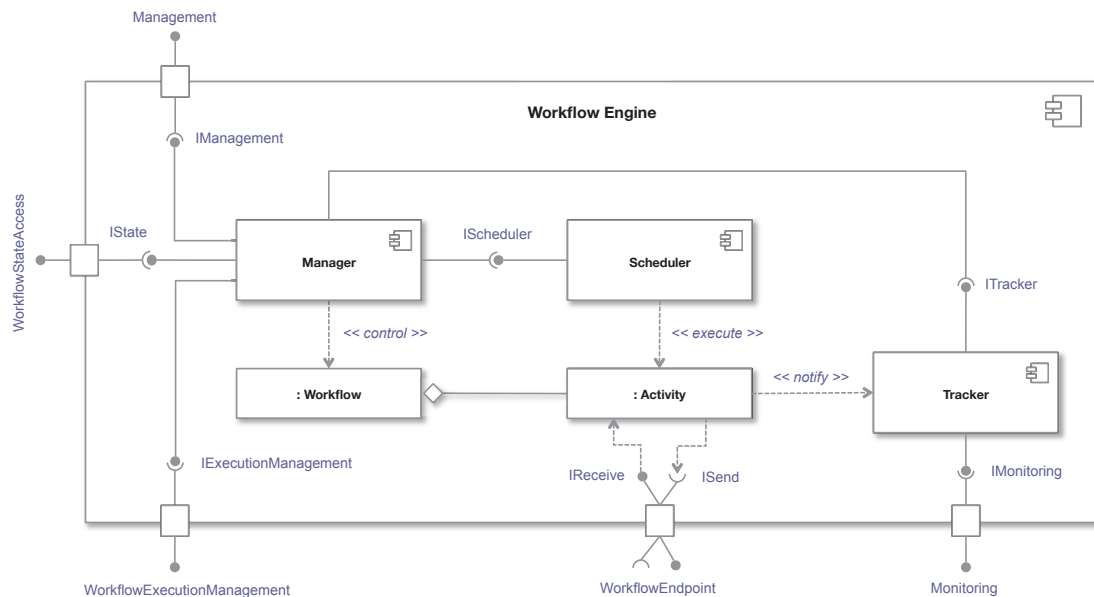 Management
Workflow Engine
IManagement
WorkflowStateAccess
IState
IScheduler
Manager
Scheduler
ITracker
<< control >>
<< execute >>
<< notify >>
: Workflow
: Activity
Tracker
IExecutionManagement
IReceive
ISend
IMonitoring
WorkflowExecutionManagement
WorkflowEndpoint
Monitoring